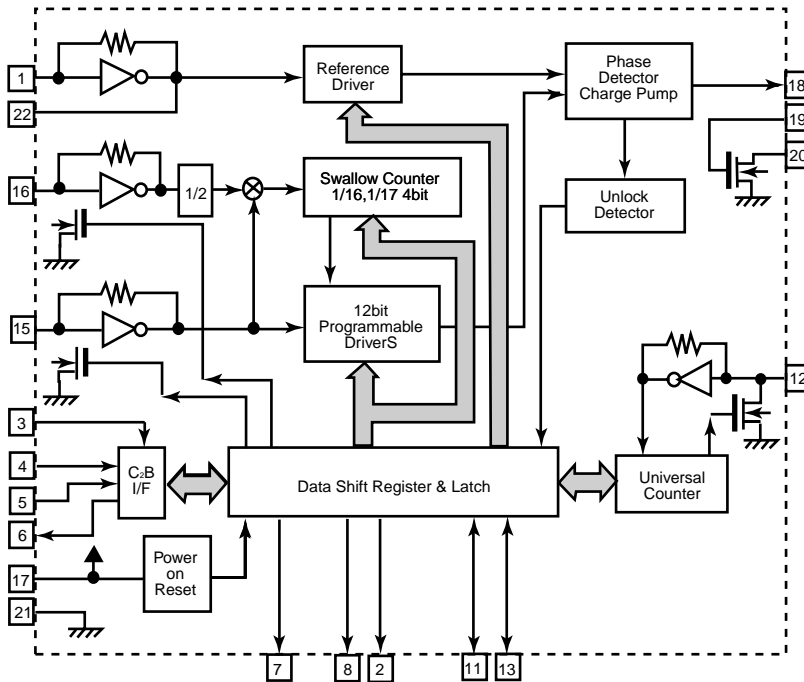 1
22
Reference
Driver
Phase
Detector
Charge Pump
18
19
20
16
1/2
Swallow Counter
1/16,1/17 4bit
Unlock
Detector
15
12bit
Programmable
DriverS
12
3
4
5
6
C2B
I/F
Data Shift Register & Latch
Universal
Counter
17
21
Power
on
Reset
7
8
2
11
13